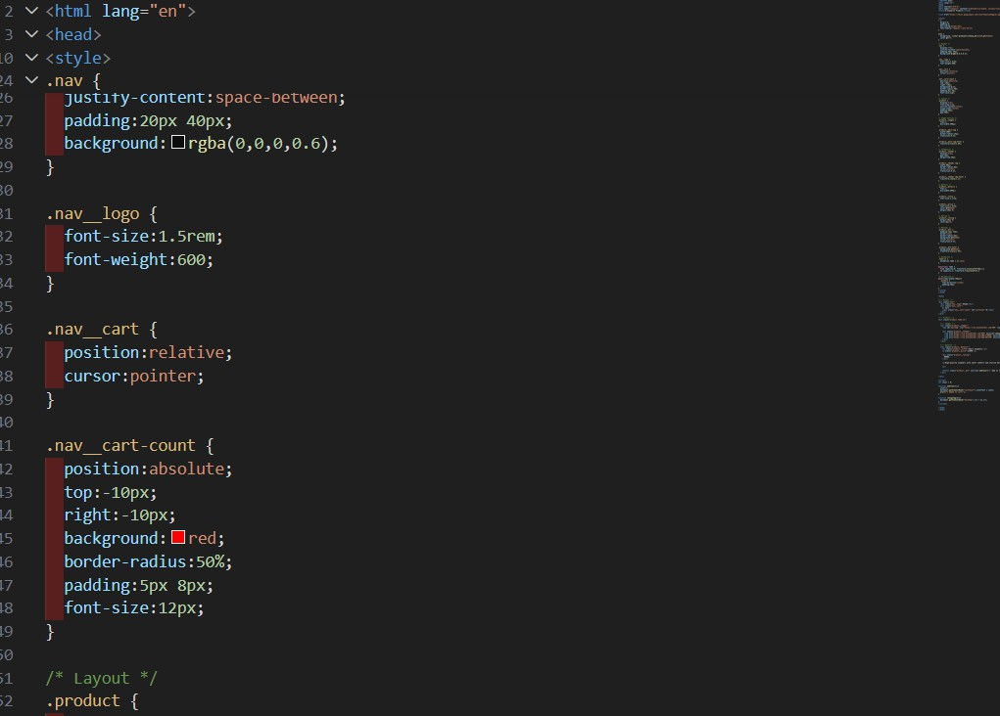 2 <html lang="en">
3 <head>
10 <style>
24 .nav {
26 justify-content:space-between;
27 padding:20px 40px;
28 background:rgba(0,0,0,0.6);
29 }
30
31 .nav__logo {
32 font-size:1.5rem;
33 font-weight:600;
34 }
35
36 .nav__cart {
37 position:relative;
38 cursor:pointer;
39 }
40
41 .nav__cart-count {
42 position:absolute;
43 top:-10px;
44 right:-10px;
45 background:red;
46 border-radius:50%;
47 padding:5px 8px;
48 font-size:12px;
49 }
50
51 /* Layout */
52 .product {